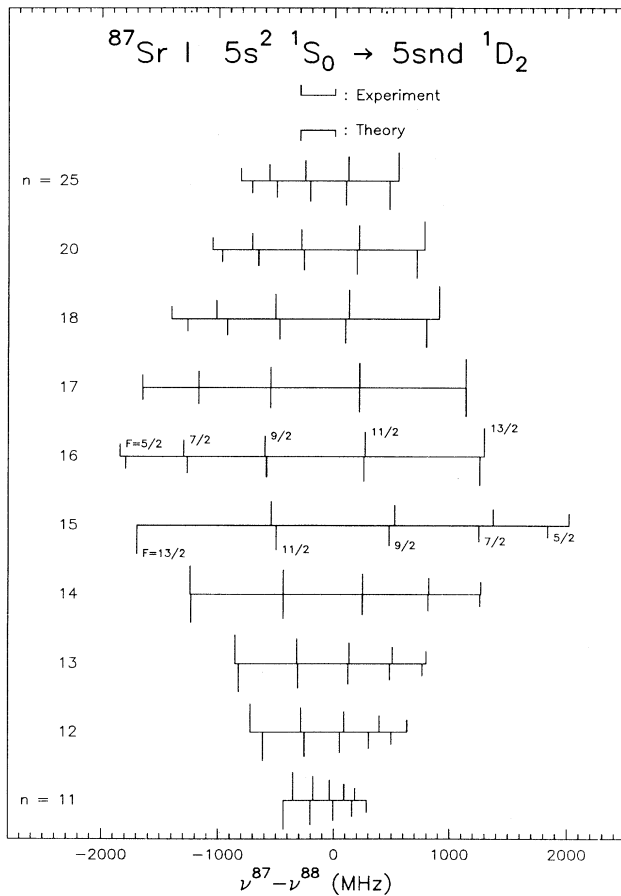 ⁸⁷Sr I 5s² ¹S₀ → 5snd ¹D₂
: Experiment
: Theory
n = 25
20
18
17
16
F=5/2 7/2 9/2 11/2 13/2
15
F=13/2 11/2 9/2 7/2 5/2
14
13
12
n = 11
−2000 −1000 0 1000 2000
ν⁸⁷−ν⁸⁸ (MHz)